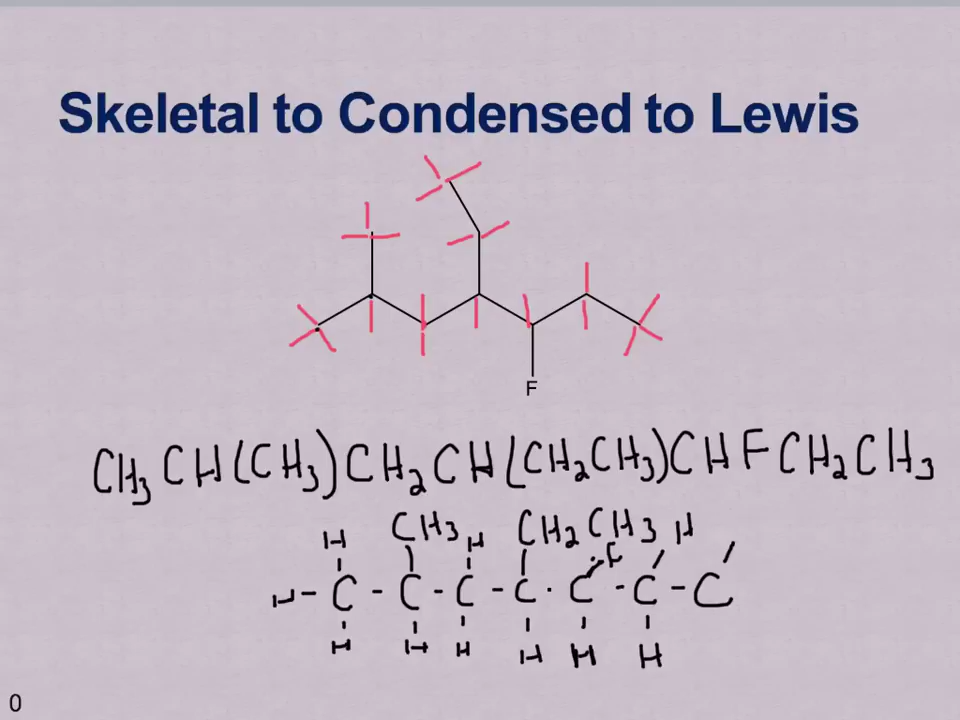 Skeletal to Condensed to Lewis
F
CH3CH(CH3)CH2CH(CH2CH3)CHFCH2CH3
CH3 CH2CH3
H H F H
H-C-C-C-C·C-C-C
H H H H H H
0